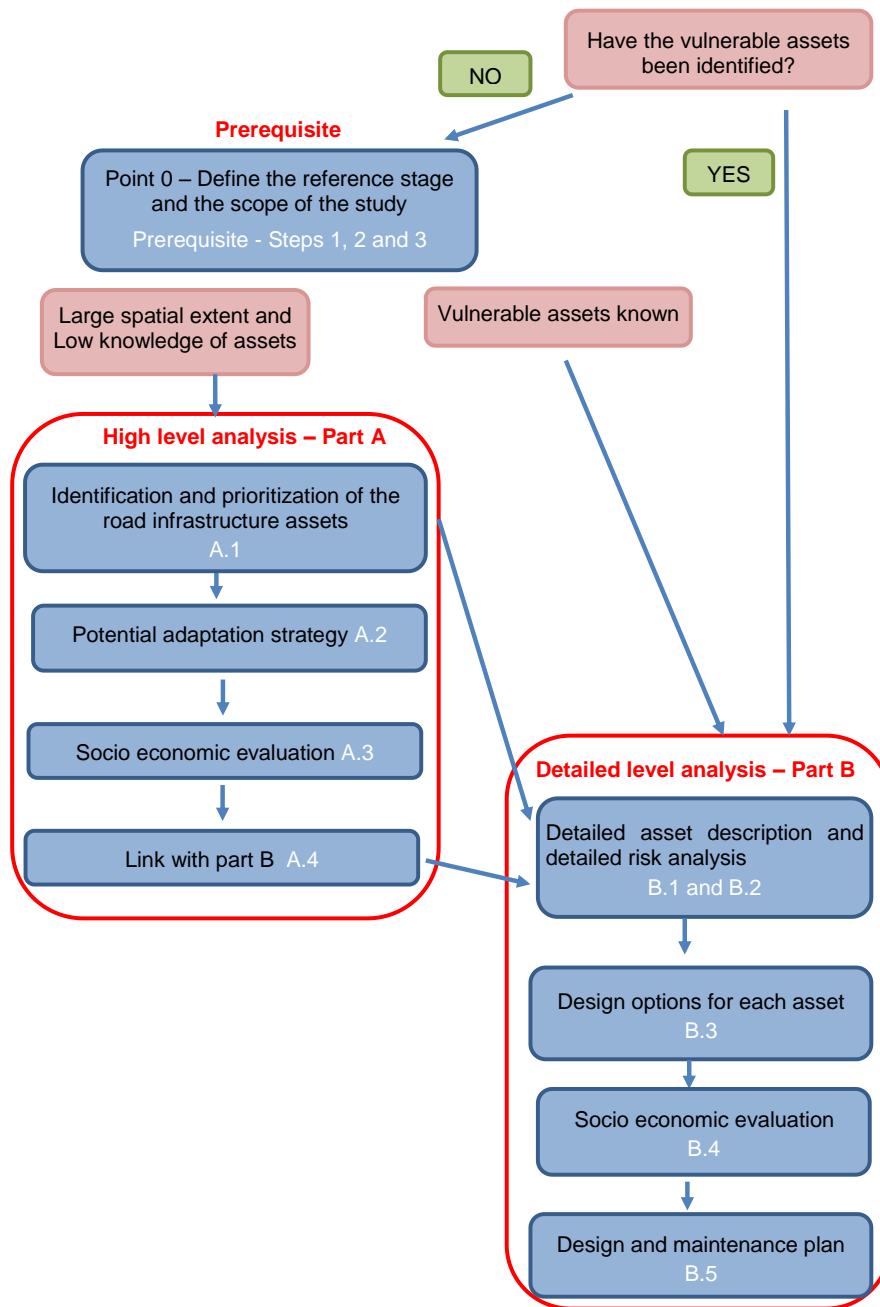 Have the vulnerable assets
been identified?
NO
Prerequisite
YES
Point 0 – Define the reference stage
and the scope of the study
Prerequisite - Steps 1, 2 and 3
Large spatial extent and
Low knowledge of assets
Vulnerable assets known
High level analysis – Part A
Identification and prioritization of the
road infrastructure assets
A.1
Potential adaptation strategy A.2
Socio economic evaluation A.3
Link with part B A.4
Detailed level analysis – Part B
Detailed asset description and
detailed risk analysis
B.1 and B.2
Design options for each asset
B.3
Socio economic evaluation
B.4
Design and maintenance plan
B.5